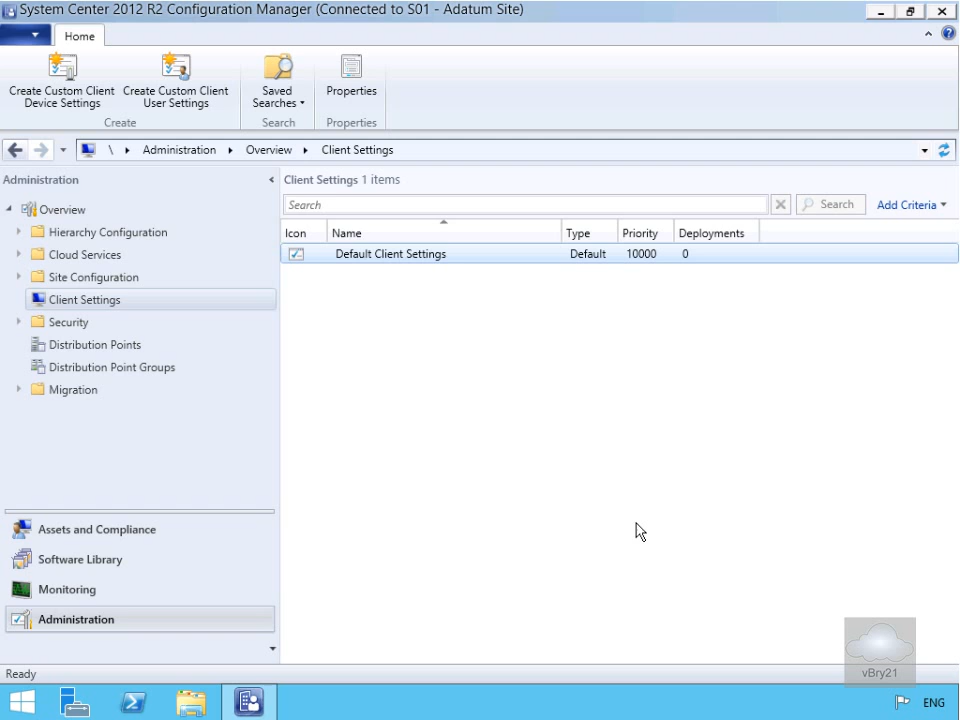 System Center 2012 R2 Configuration Manager (Connected to S01 - Adatum Site)
Home
Create Custom Client Device Settings
Create Custom Client User Settings
Saved Searches
Properties
Create
Search
Properties
\ Administration Overview Client Settings
Administration
Overview
Hierarchy Configuration
Cloud Services
Site Configuration
Client Settings
Security
Distribution Points
Distribution Point Groups
Migration
Assets and Compliance
Software Library
Monitoring
Administration
Client Settings 1 items
Search
Search
Add Criteria
Icon Name Type Priority Deployments
Default Client Settings Default 10000 0
vBry21
Ready
ENG